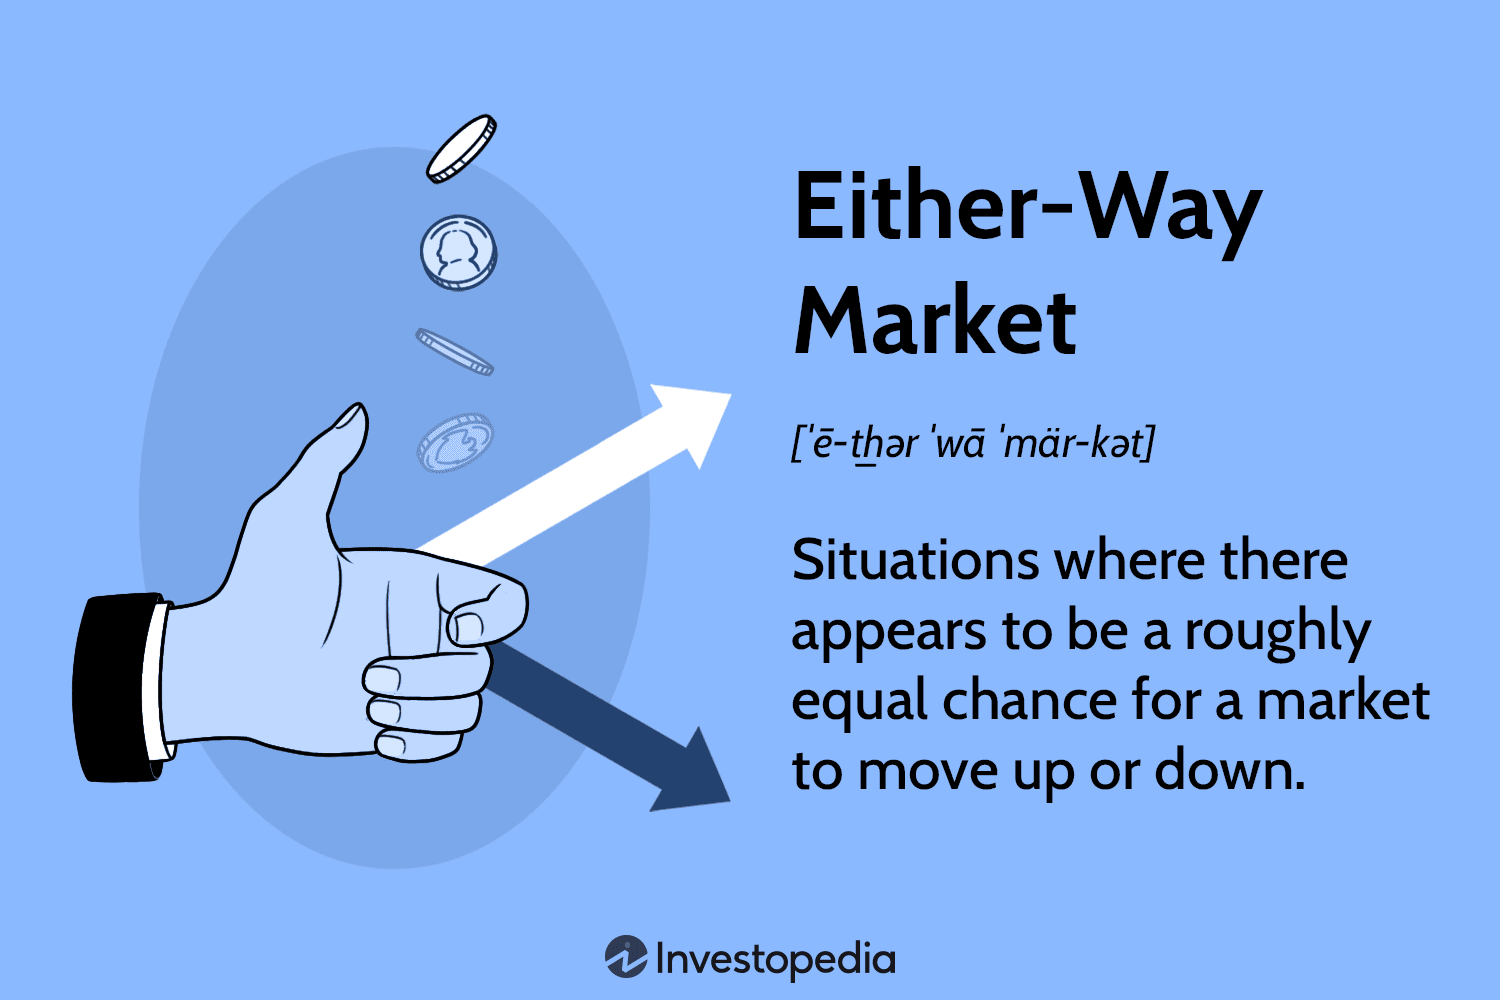 Either-Way
Market
[ˈē-t͟hər ˈwā ˈmär-kət]
Situations where there
appears to be a roughly
equal chance for a market
to move up or down.
Investopedia